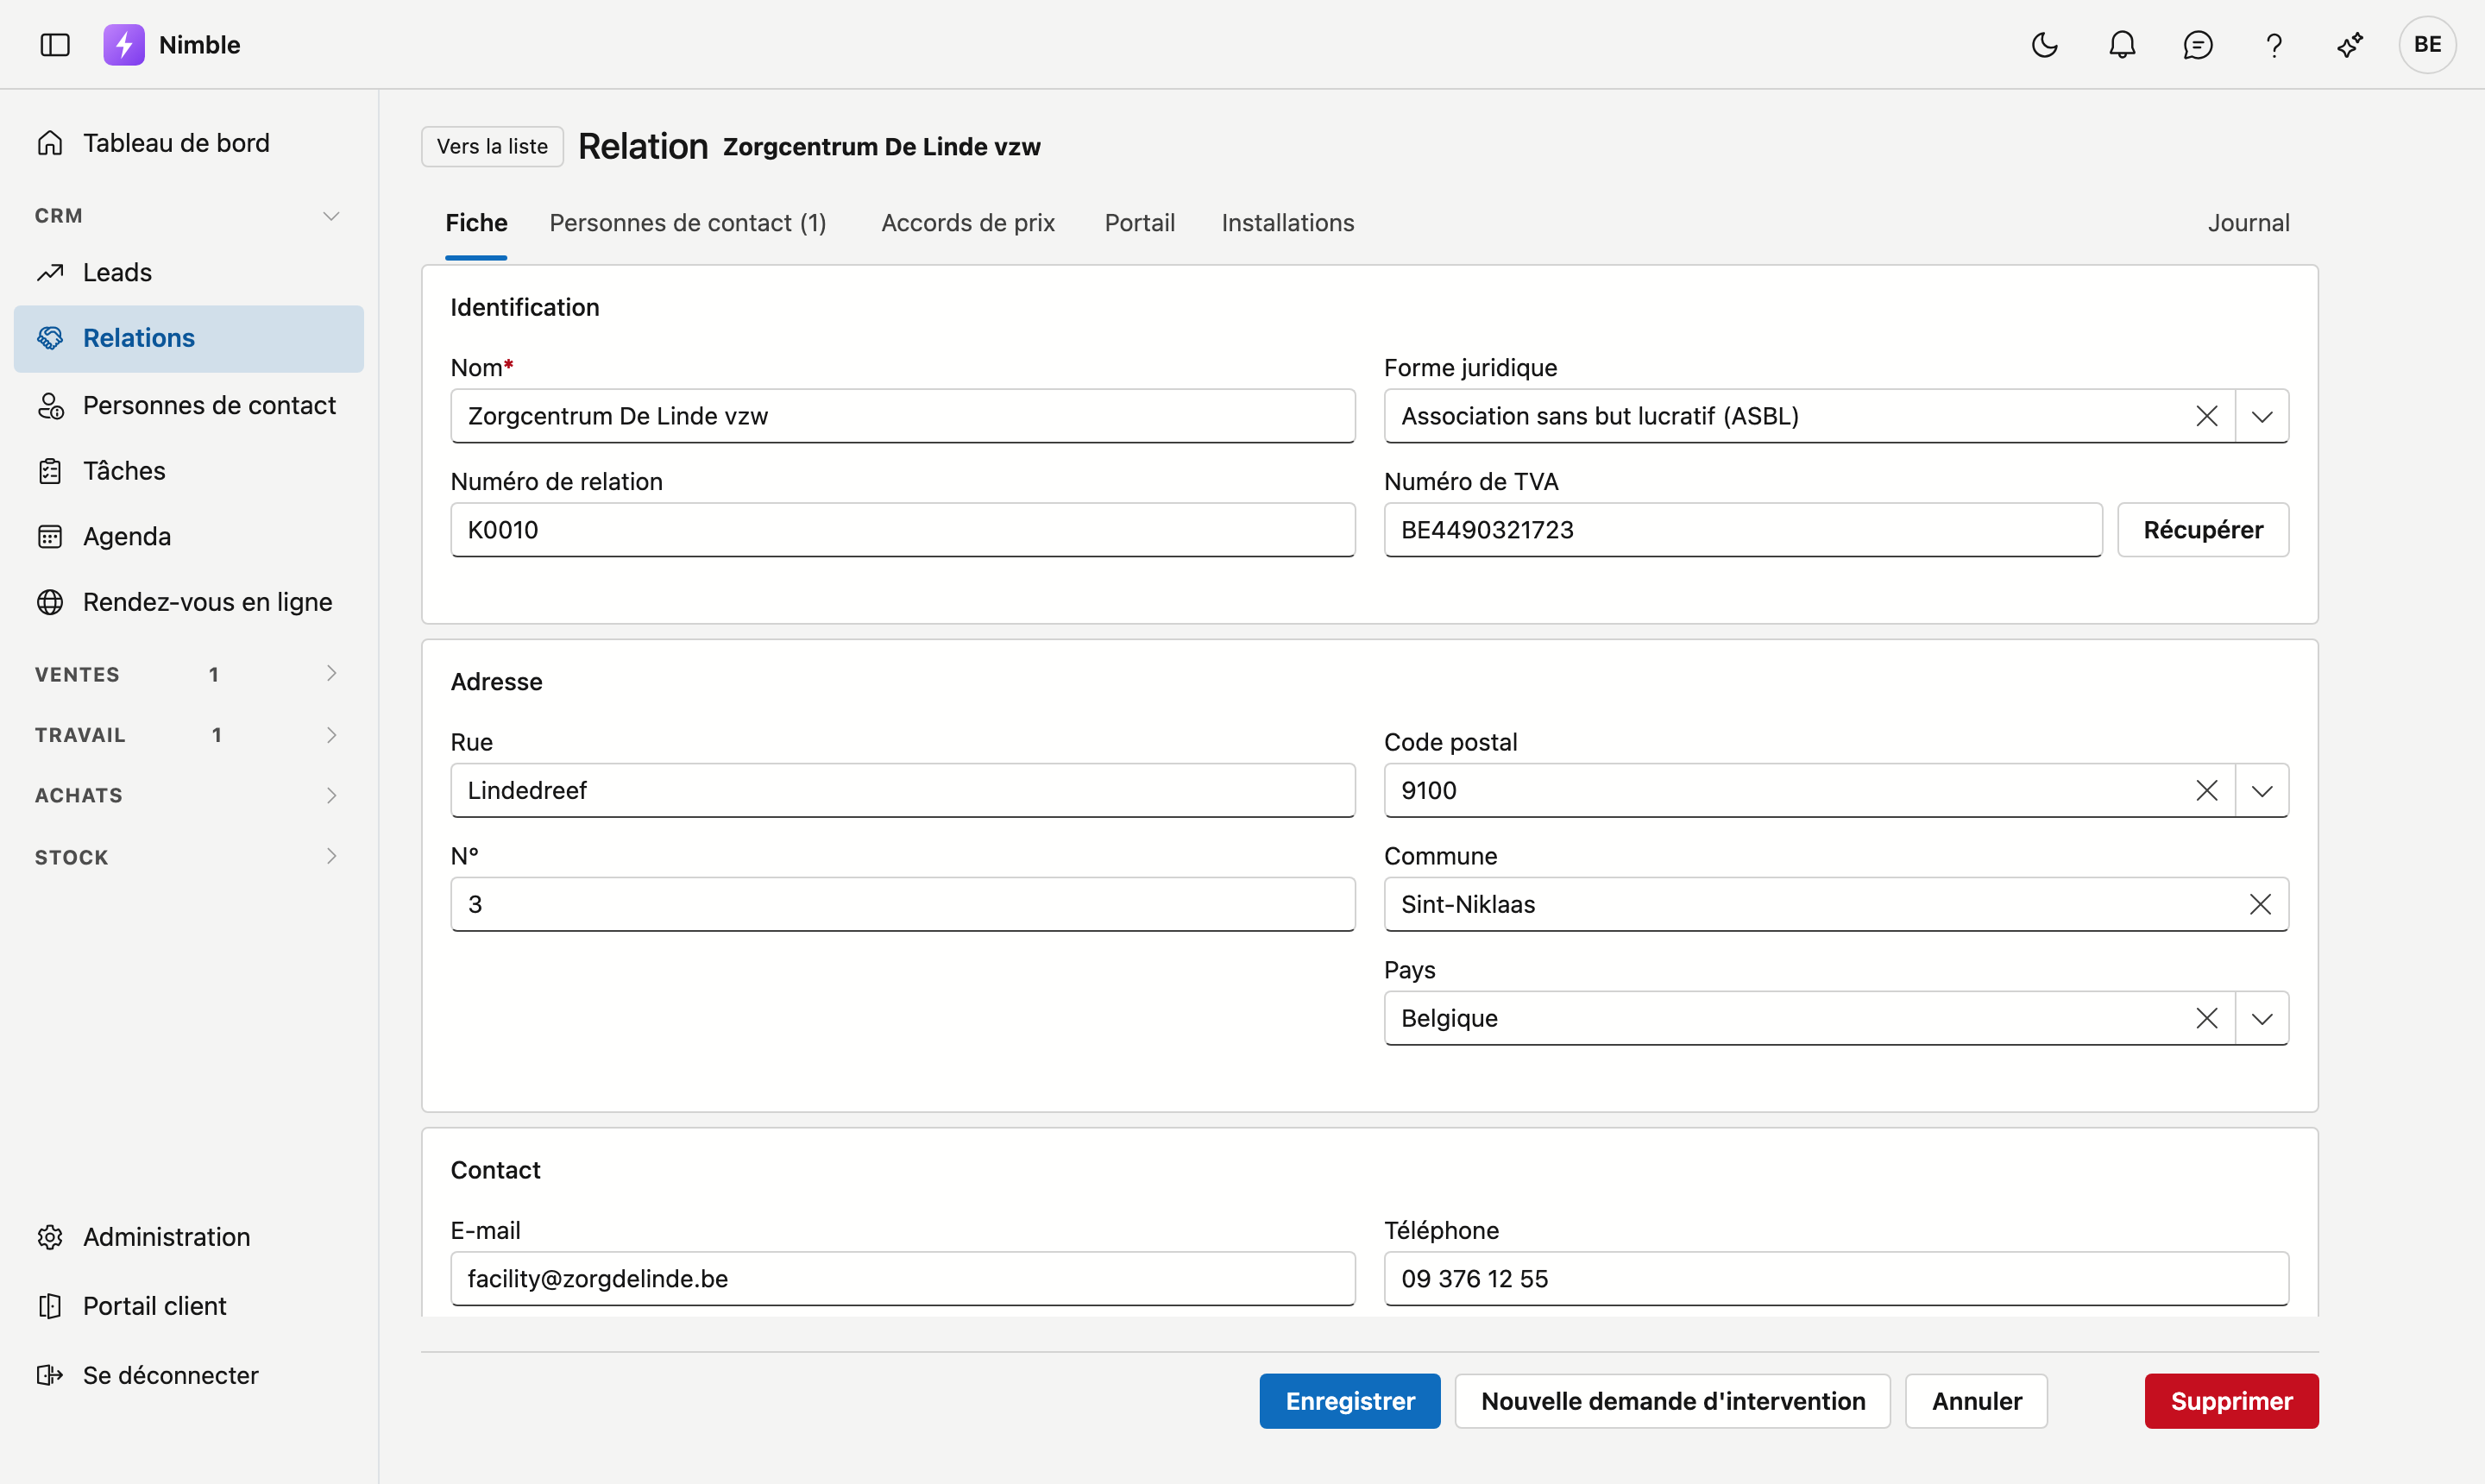 Nimble
BE
Tableau de bord
CRM
Leads
Relations
Personnes de contact
Tâches
Agenda
Rendez-vous en ligne
VENTES 1
TRAVAIL 1
ACHATS
STOCK
Administration
Portail client
Se déconnecter
Vers la liste Relation Zorgcentrum De Linde vzw
Fiche Personnes de contact (1) Accords de prix Portail Installations Journal
Identification
Nom* Forme juridique
Zorgcentrum De Linde vzw Association sans but lucratif (ASBL)
Numéro de relation Numéro de TVA
K0010 BE4490321723 Récupérer
Adresse
Rue Code postal
Lindedreef 9100
N° Commune
3 Sint-Niklaas
Pays
Belgique
Contact
E-mail Téléphone
facility@zorgdelinde.be 09 376 12 55
Enregistrer Nouvelle demande d'intervention Annuler Supprimer